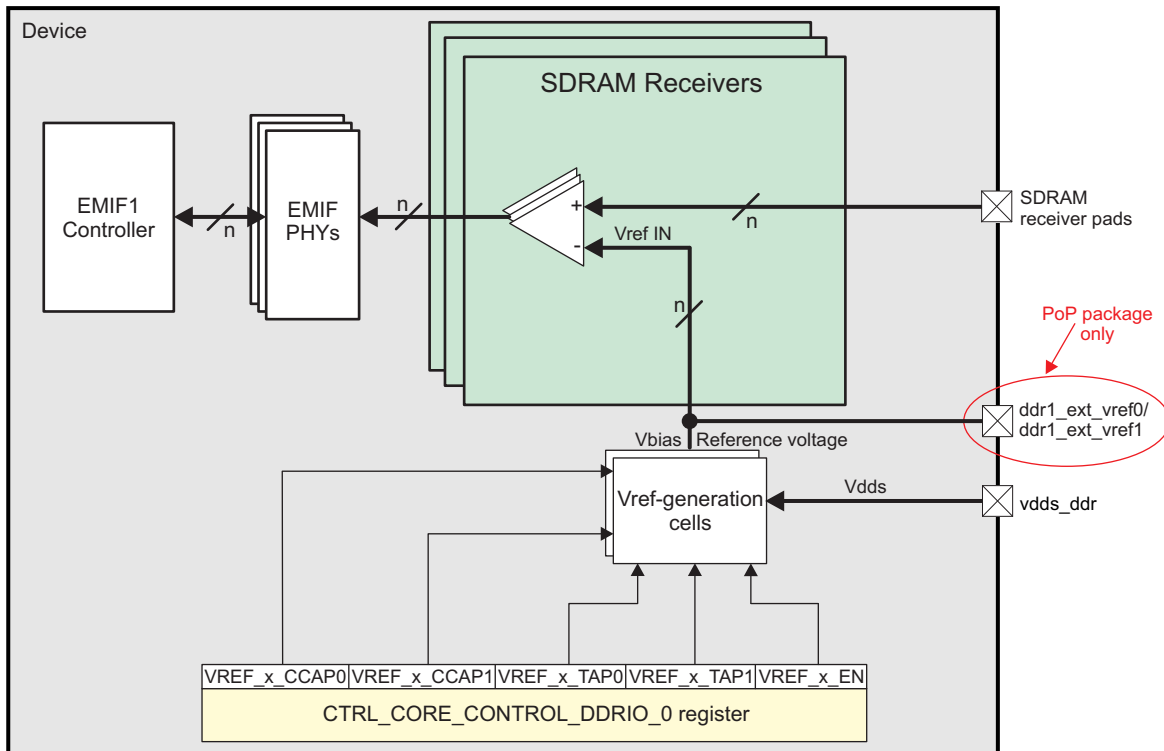 Device
SDRAM Receivers
EMIF1
Controller
n
EMIF
PHYs
n
+
-
Vref IN
n
n
SDRAM
receiver pads
PoP package
only
ddr1_ext_vref0/
ddr1_ext_vref1
Vbias
Reference voltage
Vref-generation
cells
Vdds
vdds_ddr
VREF_x_CCAP0
VREF_x_CCAP1
VREF_x_TAP0
VREF_x_TAP1
VREF_x_EN
CTRL_CORE_CONTROL_DDRIO_0 register